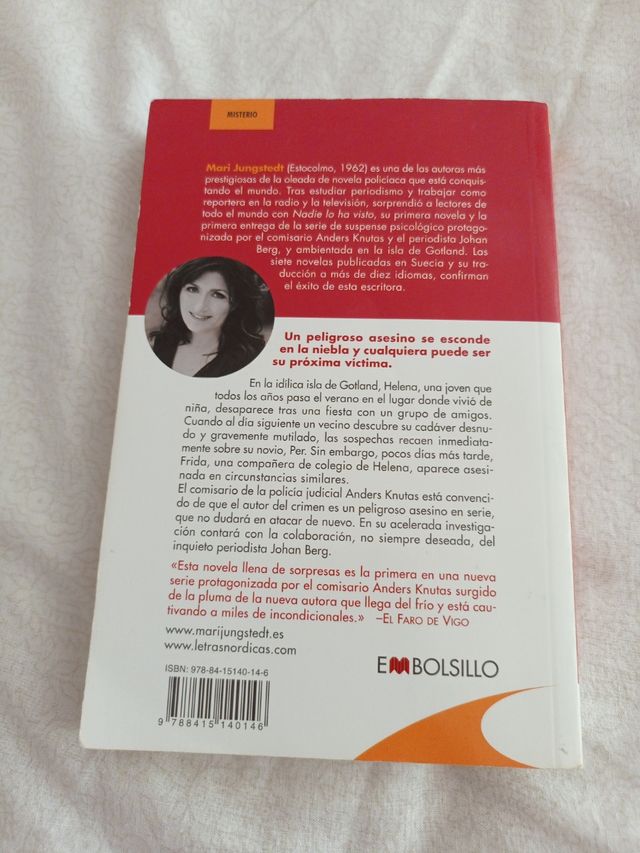 MISTERIO
Mari Jungstedt (Estocolmo, 1962) es una de las autoras más
prestigiosas de la oleada de novela policíaca que está conquis-
tando el mundo. Tras estudiar periodismo y trabajar como
reportera en la radio y la televisión, sorprendió a lectores de
todo el mundo con Nadie lo ha visto, su primera novela y la
primera entrega de la serie de suspense psicológico protago-
nizada por el comisario Anders Knutas y el periodista Johan
Berg, y ambientada en la isla de Gotland. Las
siete novelas publicadas en Suecia y su tra-
ducción a más de diez idiomas, confirman
el éxito de esta escritora.
Un peligroso asesino se esconde
en la niebla y cualquiera puede ser
su próxima víctima.
En la idílica isla de Gotland, Helena, una joven que
todos los años pasa el verano en el lugar donde vivió de
niña, desaparece tras una fiesta con un grupo de amigos.
Cuando al día siguiente un vecino descubre su cadáver desnu-
do y gravemente mutilado, las sospechas recaen inmediata-
mente sobre su novio, Per. Sin embargo, pocos días más tarde,
Frida, una compañera de colegio de Helena, aparece asesi-
nada en circunstancias similares.
El comisario de la policía judicial Anders Knutas está convenci-
do de que el autor del crimen es un peligroso asesino en serie,
que no dudará en atacar de nuevo. En su acelerada investiga-
ción contará con la colaboración, no siempre deseada, del
inquieto periodista Johan Berg.
«Esta novela llena de sorpresas es la primera en una nueva
serie protagonizada por el comisario Anders Knutas surgido
de la pluma de la nueva autora que llega del frío y está cau-
tivando a miles de incondicionales.» –EL FARO DE VIGO
www.marijungstedt.es
www.letrasnordicas.com
EMBOLSILLO
ISBN: 978-84-15140-14-6
9 788415 140146